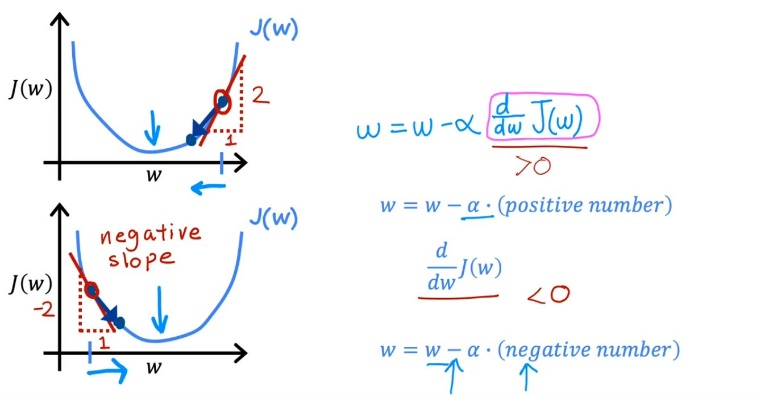 J(w)
J(w)
2
1
w
w = w - α d/dw J(w)
>0
w = w − α · (positive number)
J(w)
negative
slope
J(w)
-2
1
w
d/dw J(w) <0
w = w − α · (negative number)